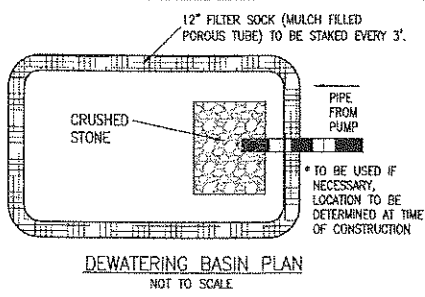 12" FILTER SOCK (MULCH FILLED
POROUS TUBE) TO BE STAKED EVERY 3'.
CRUSHED
STONE
PIPE
FROM
PUMP
* TO BE USED IF
NECESSARY,
LOCATION TO BE
DETERMINED AT TIME
OF CONSTRUCTION
DEWATERING BASIN PLAN
NOT TO SCALE